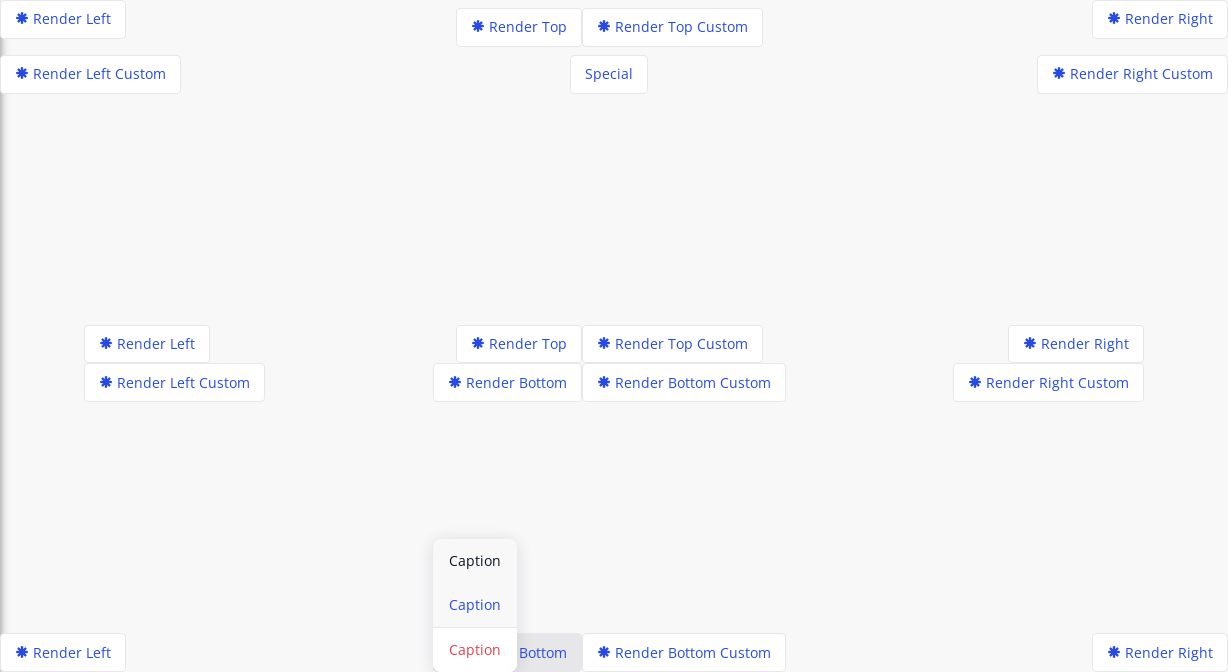 Render Left
Render Top
Render Top Custom
Render Right
Render Left Custom
Special
Render Right Custom
Render Left
Render Top
Render Top Custom
Render Right
Render Left Custom
Render Bottom
Render Bottom Custom
Render Right Custom
Caption
Caption
Caption
Render Left
Bottom
Render Bottom Custom
Render Right